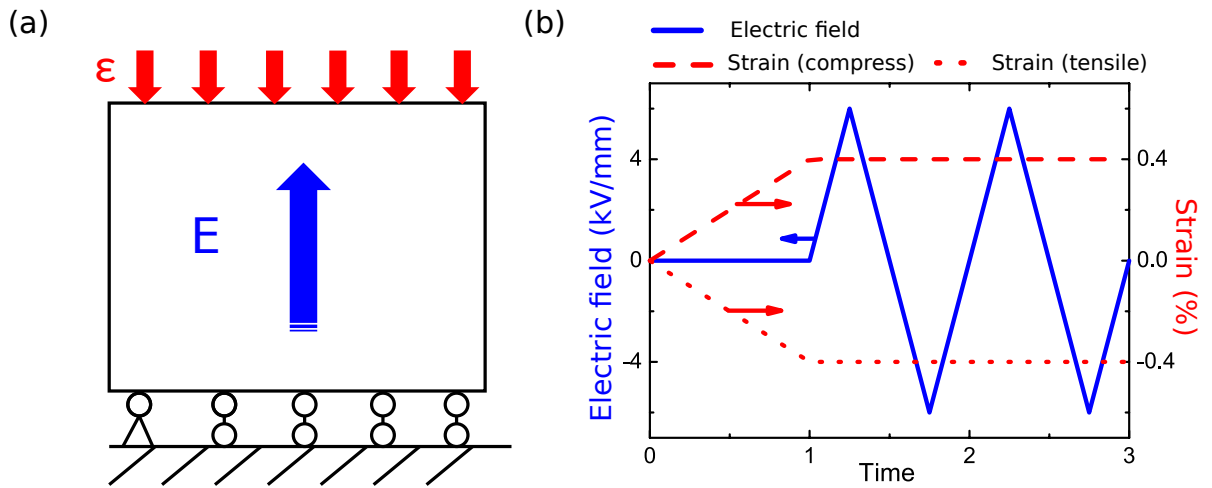 (a)
ε
E
(b)
Electric field
Strain (compress) Strain (tensile)
Electric field (kV/mm)
4
0
-4
0.4
0.0
-0.4
Strain (%)
0 1 2 3
Time